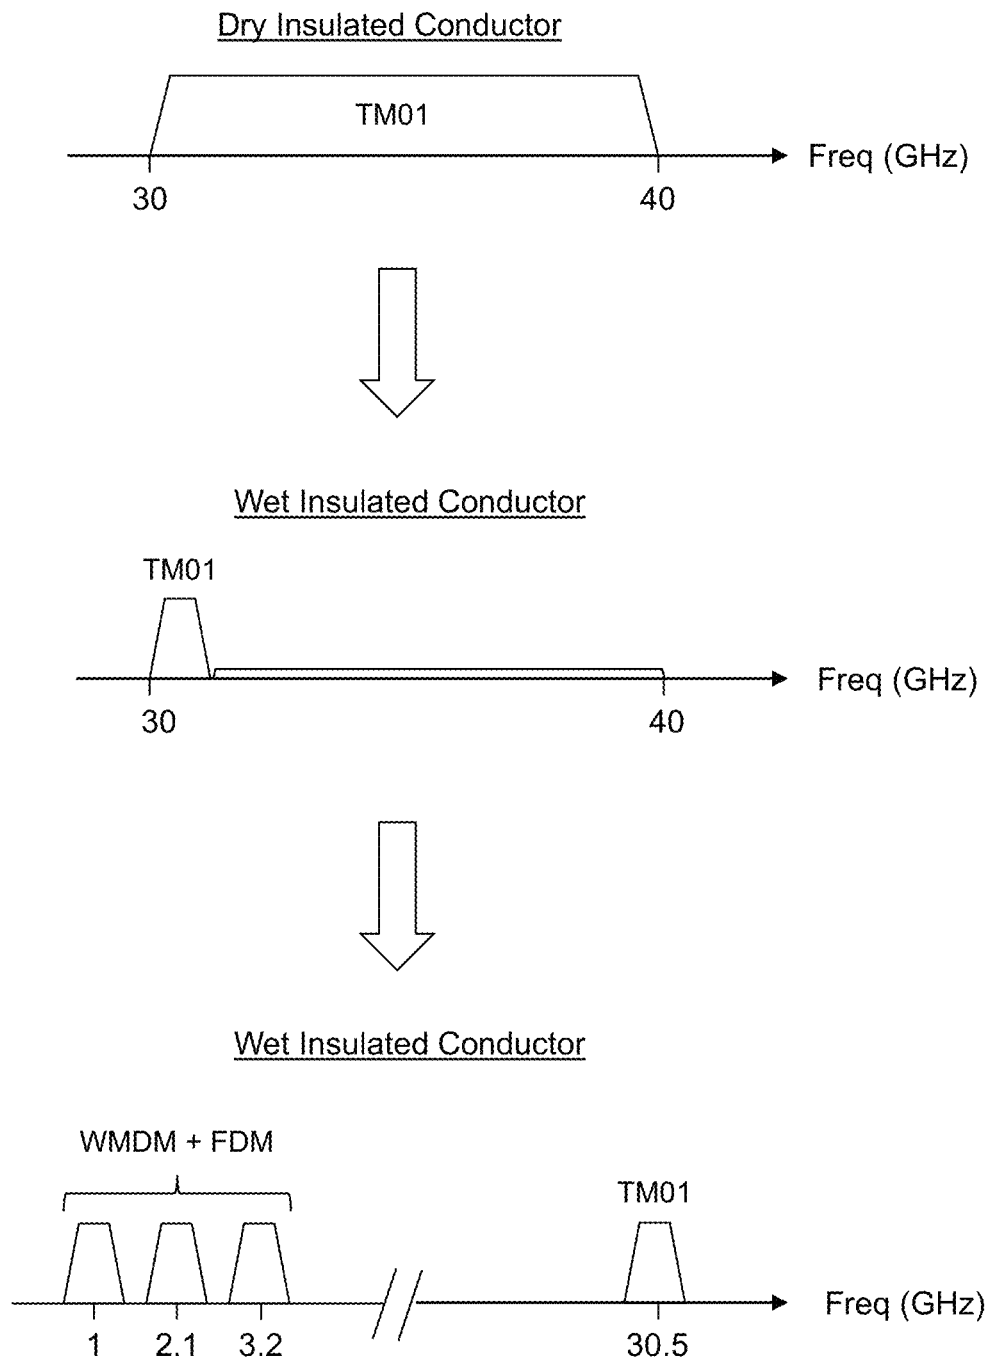 Dry Insulated Conductor
TM01
Freq (GHz)
30
40
Wet Insulated Conductor
TM01
Freq (GHz)
30
40
Wet Insulated Conductor
WMDM + FDM
TM01
Freq (GHz)
1
2.1
3.2
30.5